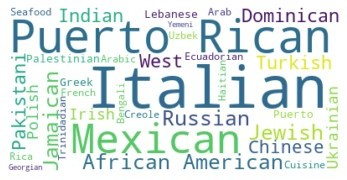 Seafood Indian Lebanese Arab Dominican
Yemeni
Puerto Rican
Uzbek
Palestinian Arabic West Ecuadorian Turkish
Pakistani
Polish
Jamaican
Trinidadian
Greek
French
Italian
Bengali
Haitian
Irish Creole Russian Puerto
Ukrainian
Mexican Jewish
Chinese
Rica African American Cuisine
Georgian